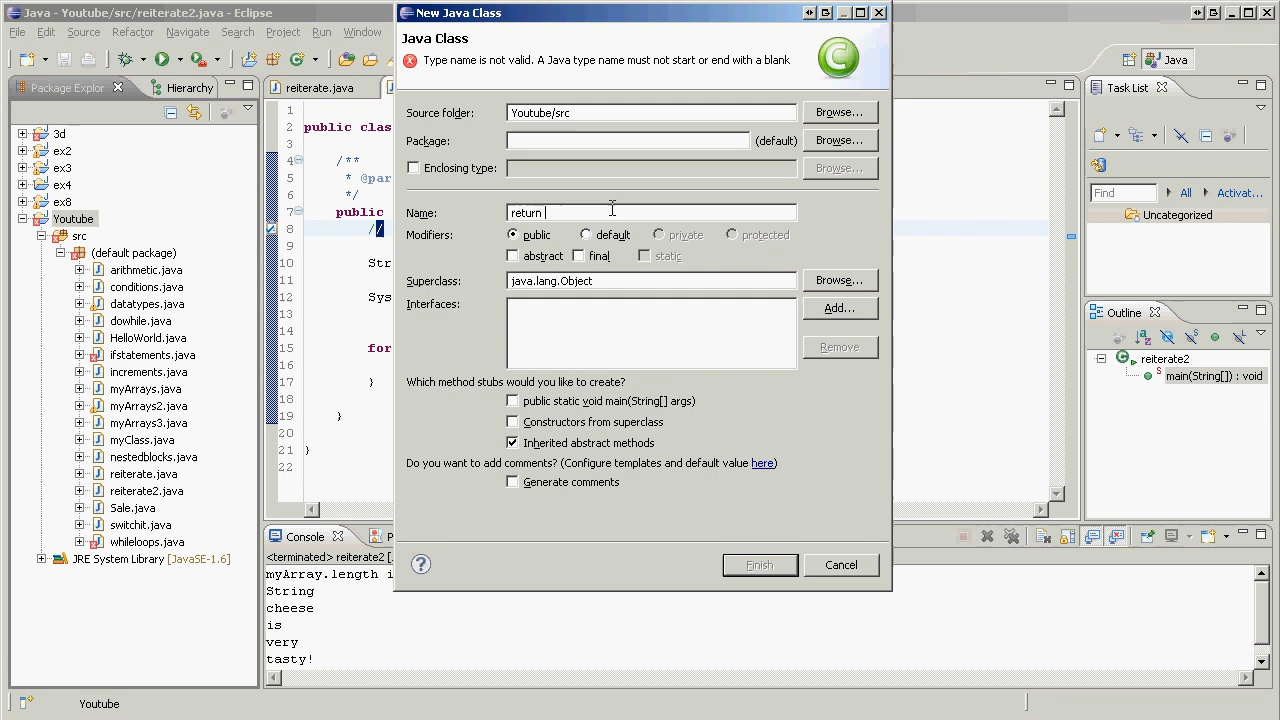 Java - Youtube/src/reiterate2.java - Eclipse
File Edit Source Refactor Navigate Search Project Run Window
Java
Package Explor
Hierarchy
3d
ex2
ex3
ex4
ex8
Youtube
src
(default package)
arithmetic.java
conditions.java
datatypes.java
dowhile.java
HelloWorld.java
ifstatements.java
increments.java
myArrays.java
myArrays2.java
myArrays3.java
myClass.java
nestedblocks.java
reiterate.java
reiterate2.java
Sale.java
switchit.java
whileloops.java
JRE System Library [JavaSE-1.6]
reiterate.java
1
2 public clas
3
4 /**
5 * @par
6 */
7 public
8 //
9
10 Str
11
12 Sys
13
14
15 for
16
17 }
18
19 }
20
21 }
22
New Java Class
Java Class
Type name is not valid. A Java type name must not start or end with a blank
C
Source folder: Youtube/src Browse...
Package: (default) Browse...
Enclosing type: Browse...
Name: return
Modifiers: public default private protected
abstract final static
Superclass: java.lang.Object Browse...
Interfaces: Add...
Remove
Which method stubs would you like to create?
public static void main(String[] args)
Constructors from superclass
Inherited abstract methods
Do you want to add comments? (Configure templates and default value here)
Generate comments
? Finish Cancel
Task List
Find All Activat...
Uncategorized
Outline
reiterate2
main(String[]) : void
Console P
<terminated> reiterate2 [
myArray.length i
String
cheese
is
very
tasty!
Youtube